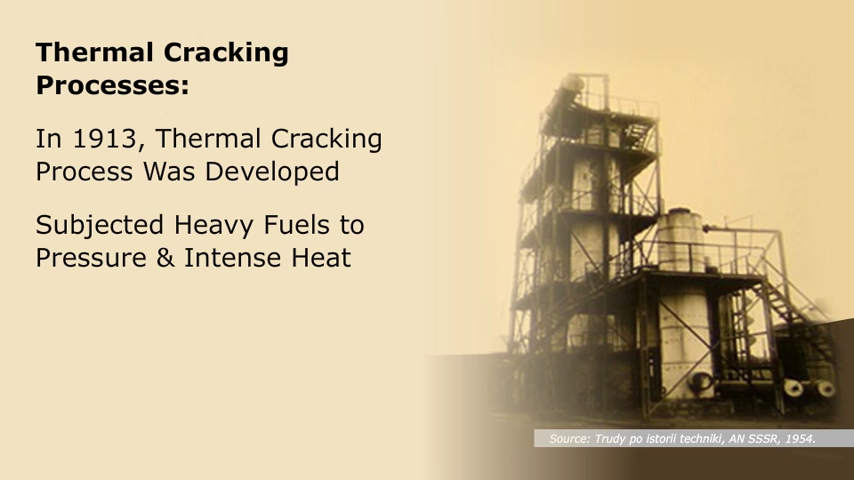 Thermal Cracking
Processes:
In 1913, Thermal Cracking
Process Was Developed
Subjected Heavy Fuels to
Pressure & Intense Heat
Source: Trudy po istorii techniki, AN SSSR, 1954.